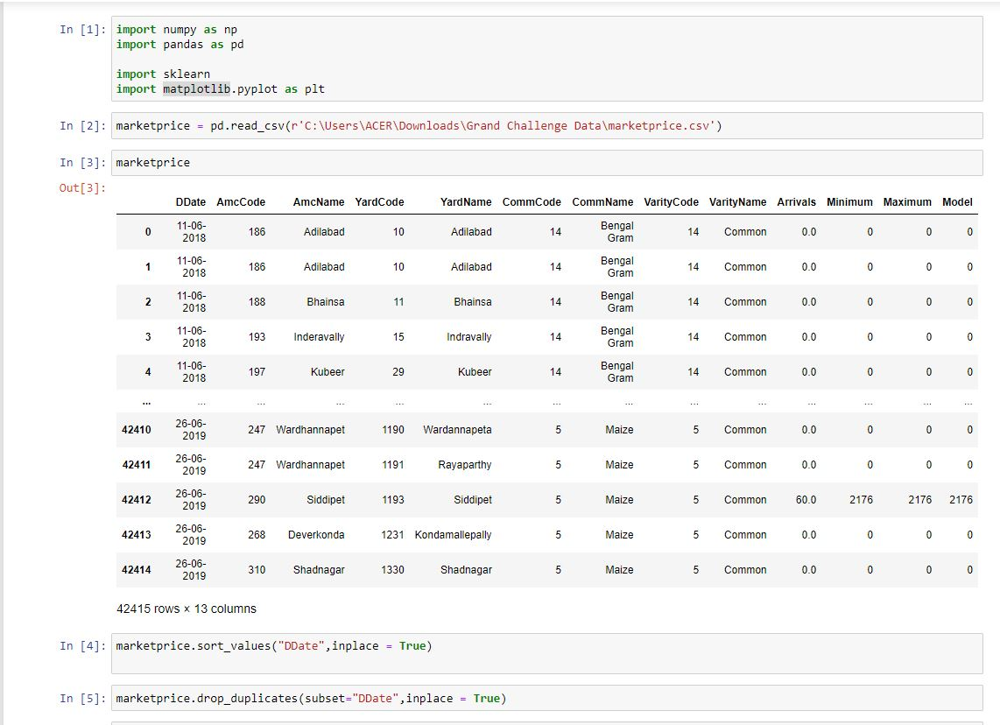 In [1]: import numpy as np
import pandas as pd
import sklearn
import matplotlib.pyplot as plt
In [2]: marketprice = pd.read_csv(r'C:\Users\ACER\Downloads\Grand Challenge Data\marketprice.csv')
In [3]: marketprice
Out[3]:
DDate AmcCode AmcName YardCode YardName CommCode CommName VarityCode VarityName Arrivals Minimum Maximum Model
0 11-06-2018 186 Adilabad 10 Adilabad 14 Bengal Gram 14 Common 0.0 0 0 0
1 11-06-2018 186 Adilabad 10 Adilabad 14 Bengal Gram 14 Common 0.0 0 0 0
2 11-06-2018 188 Bhainsa 11 Bhainsa 14 Bengal Gram 14 Common 0.0 0 0 0
3 11-06-2018 193 Inderavally 15 Indravally 14 Bengal Gram 14 Common 0.0 0 0 0
4 11-06-2018 197 Kubeer 29 Kubeer 14 Bengal Gram 14 Common 0.0 0 0 0
... ... ... ... ... ... ... ... ... ... ... ... ... ...
42410 26-06-2019 247 Wardhannapet 1190 Wardannapeta 5 Maize 5 Common 0.0 0 0 0
42411 26-06-2019 247 Wardhannapet 1191 Rayaparthy 5 Maize 5 Common 0.0 0 0 0
42412 26-06-2019 290 Siddipet 1193 Siddipet 5 Maize 5 Common 60.0 2176 2176 2176
42413 26-06-2019 268 Deverkonda 1231 Kondamallepally 5 Maize 5 Common 0.0 0 0 0
42414 26-06-2019 310 Shadnagar 1330 Shadnagar 5 Maize 5 Common 0.0 0 0 0
42415 rows × 13 columns
In [4]: marketprice.sort_values("DDate",inplace = True)
In [5]: marketprice.drop_duplicates(subset="DDate",inplace = True)